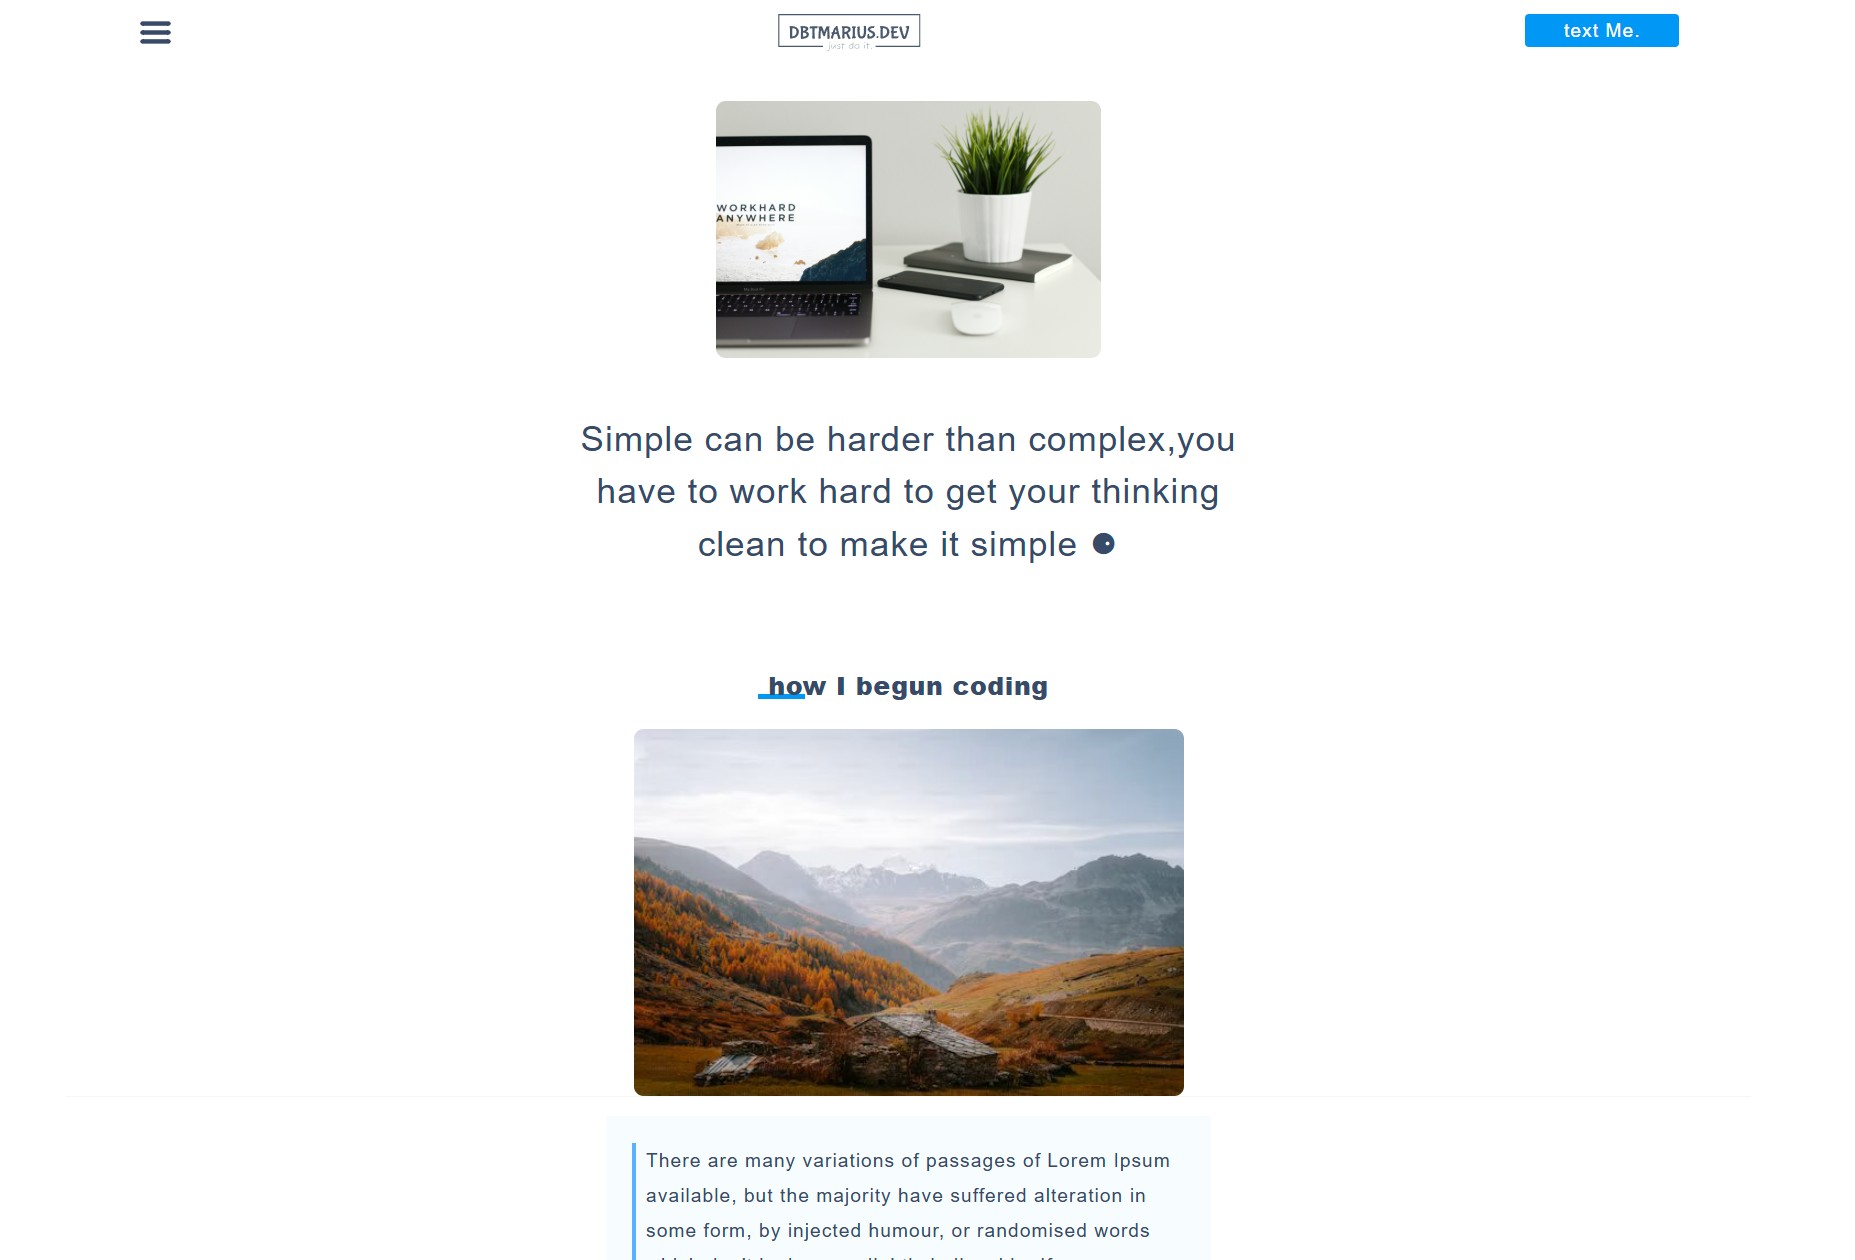 DBTMARIUS.DEV
just do it.
text Me.
WORKHARD
ANYWHERE
Simple can be harder than complex,you
have to work hard to get your thinking
clean to make it simple
how I begun coding
There are many variations of passages of Lorem Ipsum
available, but the majority have suffered alteration in
some form, by injected humour, or randomised words